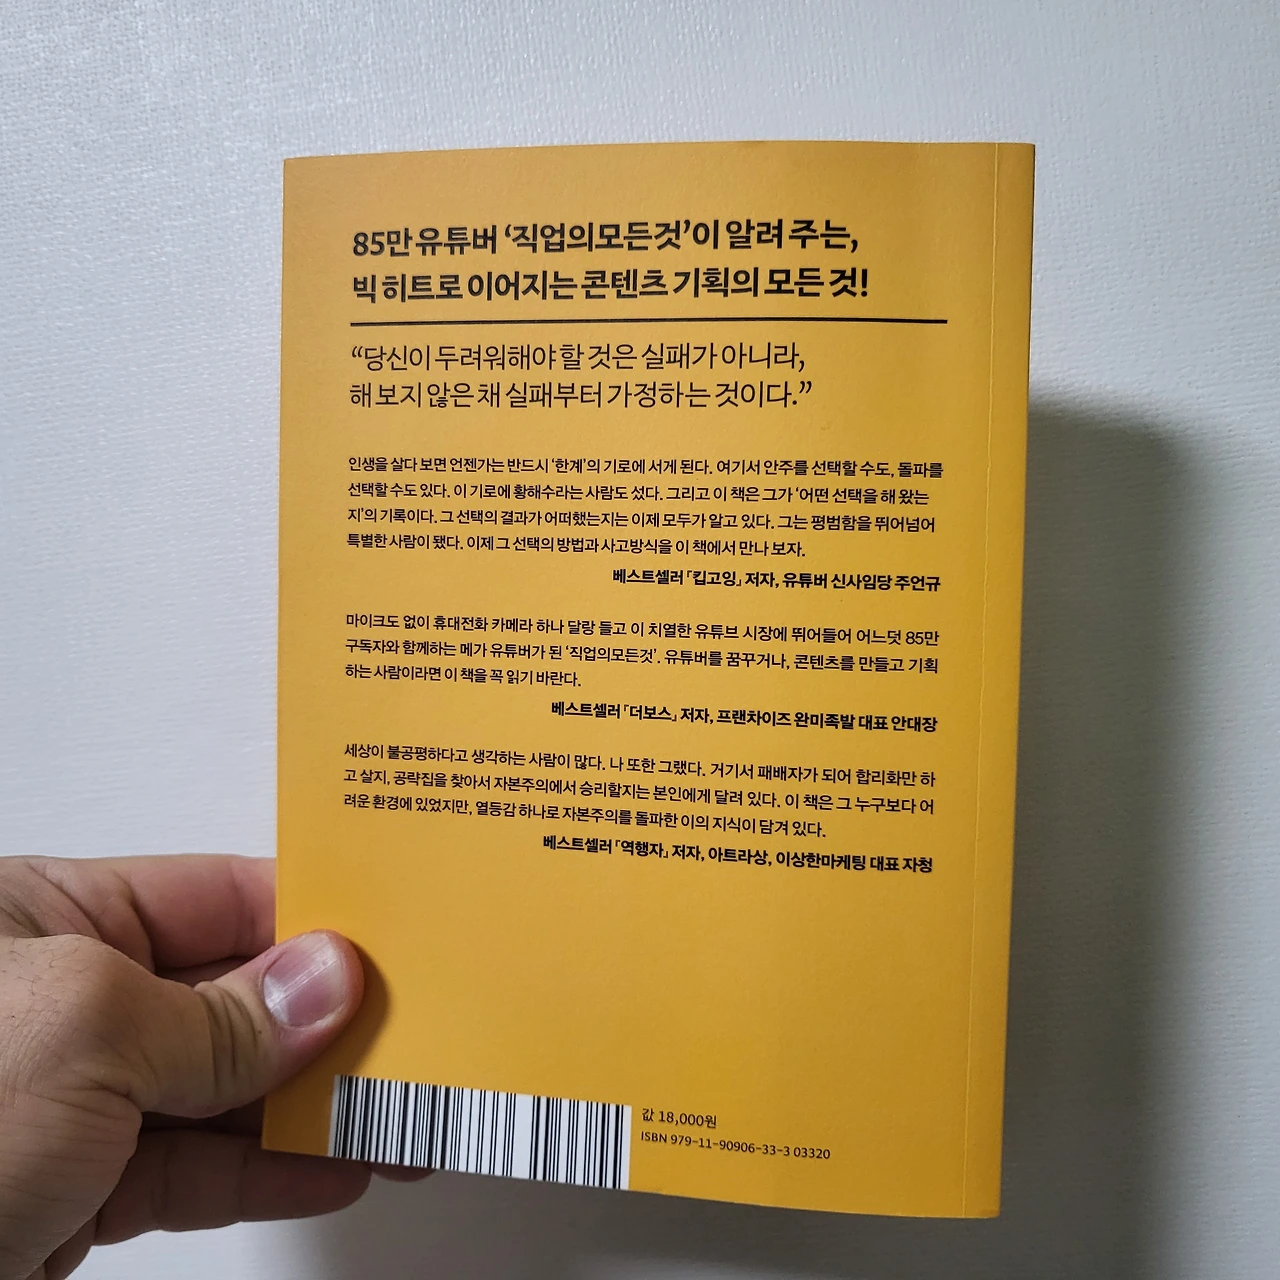 85만 유튜버 ‘직업의모든것’이 알려 주는,
빅 히트로 이어지는 콘텐츠 기획의 모든 것!
“당신이 두려워해야 할 것은 실패가 아니라,
해 보지 않은 채 실패부터 가정하는 것이다.”
인생을 살다 보면 언젠가는 반드시 ‘한계’의 기로에 서게 된다. 여기서 안주를 선택할 수도, 돌파를
선택할 수도 있다. 이 기로에 황해수라는 사람도 섰다. 그리고 이 책은 그가 ‘어떤 선택을 해 왔는
지’의 기록이다. 그 선택의 결과가 어떠했는지는 이제 모두가 알고 있다. 그는 평범함을 뛰어넘어
특별한 사람이 됐다. 이제 그 선택의 방법과 사고방식을 이 책에서 만나 보자.
베스트셀러 『킵고잉』 저자, 유튜버 신사임당 주언규
마이크도 없이 휴대전화 카메라 하나 달랑 들고 이 치열한 유튜브 시장에 뛰어들어 어느덧 85만
구독자와 함께하는 메가 유튜버가 된 ‘직업의모든것’. 유튜버를 꿈꾸거나, 콘텐츠를 만들고 기획
하는 사람이라면 이 책을 꼭 읽기 바란다.
베스트셀러 『더보스』 저자, 프랜차이즈 완미족발 대표 안대장
세상이 불공평하다고 생각하는 사람이 많다. 나 또한 그랬다. 거기서 패배자가 되어 합리화만 하
고 살지, 공략집을 찾아서 자본주의에서 승리할지는 본인에게 달려 있다. 이 책은 그 누구보다 어
려운 환경에 있었지만, 열등감 하나로 자본주의를 돌파한 이의 지식이 담겨 있다.
베스트셀러 『역행자』 저자, 아트라상, 이상한마케팅 대표 자청
값 18,000원
ISBN 979-11-90906-33-3 03320